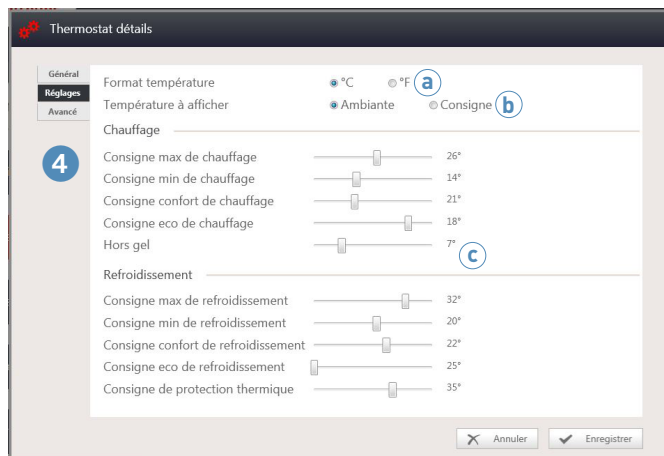 Thermostat détails
Général
Réglages
Avancé
4
Format température °C °F a
Température à afficher Ambiante Consigne b
Chauffage
Consigne max de chauffage 26°
Consigne min de chauffage 14°
Consigne confort de chauffage 21°
Consigne eco de chauffage 18°
Hors gel 7°
c
Refroidissement
Consigne max de refroidissement 32°
Consigne min de refroidissement 20°
Consigne confort de refroidissement 22°
Consigne eco de refroidissement 25°
Consigne de protection thermique 35°
Annuler Enregistrer